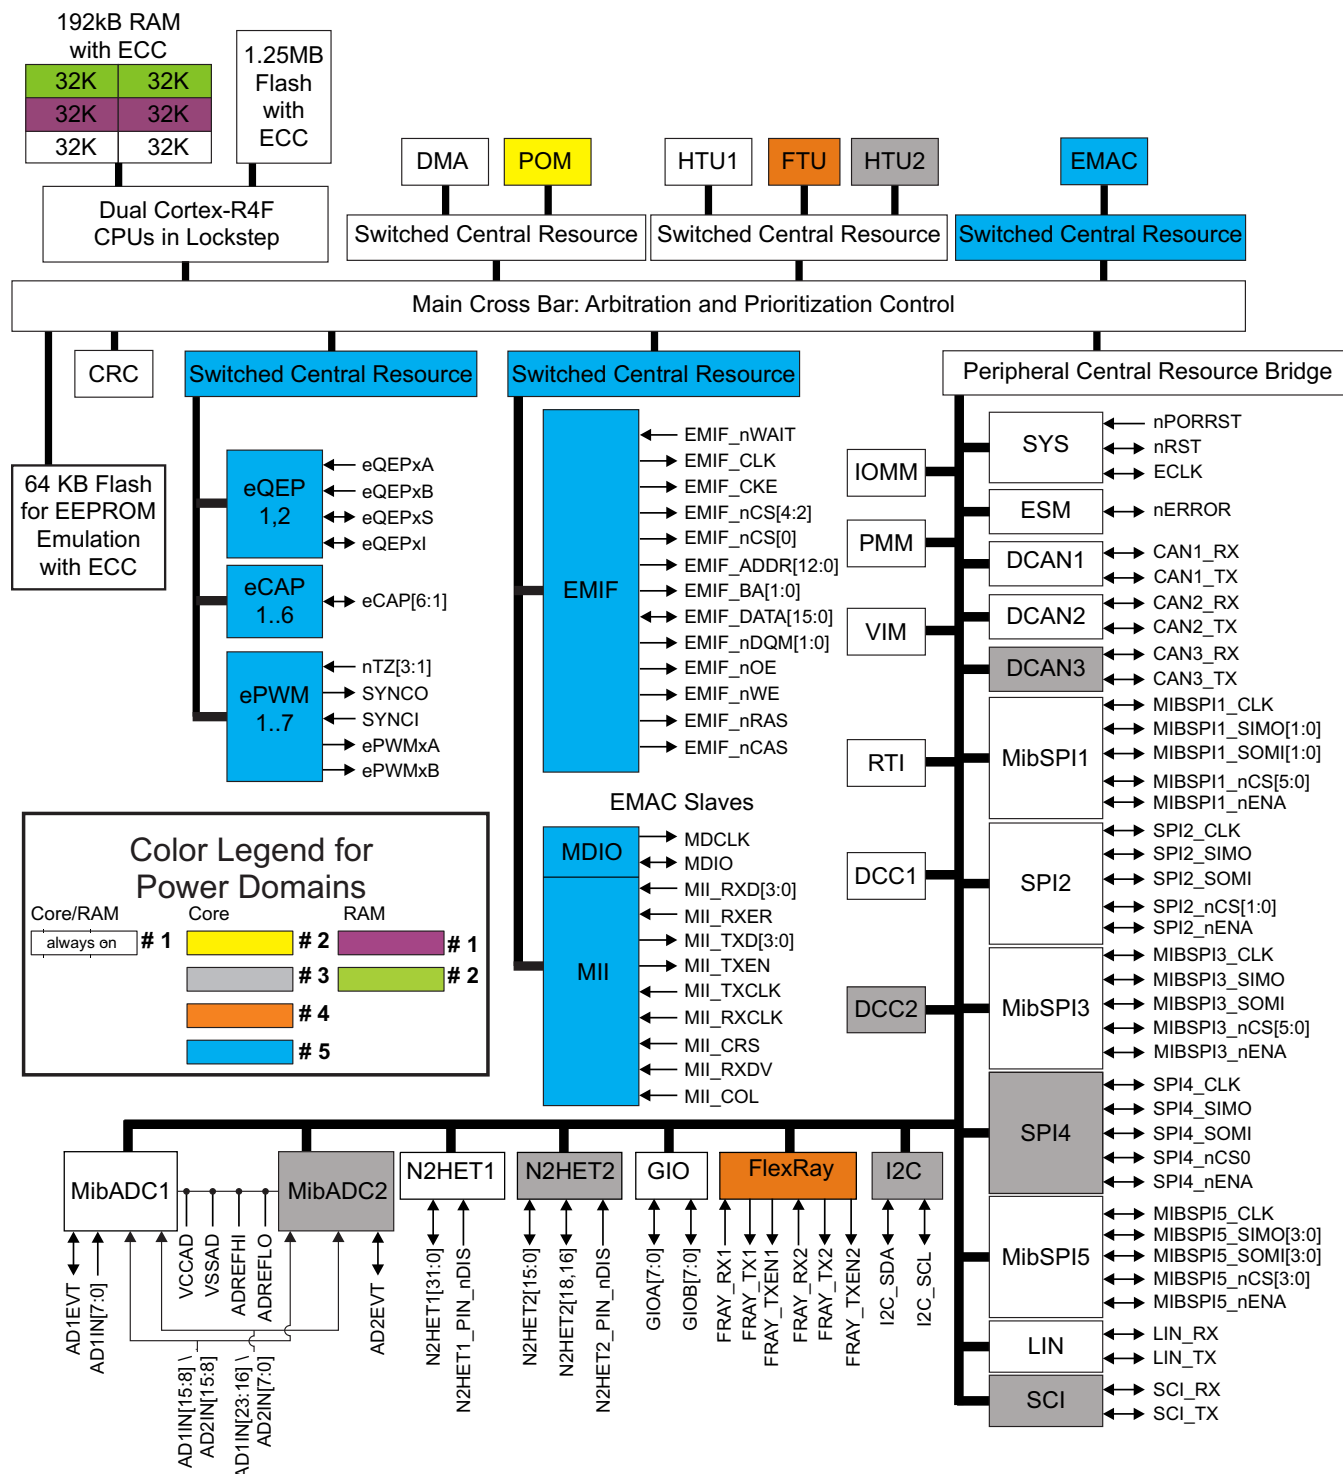 192kB RAM
with ECC
32K 32K
32K 32K
32K 32K
1.25MB
Flash
with
ECC
DMA
POM
HTU1
FTU
HTU2
EMAC
Dual Cortex-R4F
CPUs in Lockstep
Switched Central Resource
Switched Central Resource
Switched Central Resource
Main Cross Bar: Arbitration and Prioritization Control
CRC
Switched Central Resource
Switched Central Resource
Peripheral Central Resource Bridge
64 KB Flash
for EEPROM
Emulation
with ECC
eQEP
1,2
eQEPxA
eQEPxB
eQEPxS
eQEPxI
eCAP
1..6
eCAP[6:1]
ePWM
1..7
nTZ[3:1]
SYNCO
SYNCI
ePWMxA
ePWMxB
EMIF
EMIF_nWAIT
EMIF_CLK
EMIF_CKE
EMIF_nCS[4:2]
EMIF_nCS[0]
EMIF_ADDR[12:0]
EMIF_BA[1:0]
EMIF_DATA[15:0]
EMIF_nDQM[1:0]
EMIF_nOE
EMIF_nWE
EMIF_nRAS
EMIF_nCAS
EMAC Slaves
MDIO
MDCLK
MDIO
MII
MII_RXD[3:0]
MII_RXER
MII_TXD[3:0]
MII_TXEN
MII_TXCLK
MII_RXCLK
MII_CRS
MII_RXDV
MII_COL
IOMM
PMM
VIM
RTI
DCC1
DCC2
SYS
nPORRST
nRST
ECLK
ESM
nERROR
DCAN1
CAN1_RX
CAN1_TX
DCAN2
CAN2_RX
CAN2_TX
DCAN3
CAN3_RX
CAN3_TX
MibSPI1
MIBSPI1_CLK
MIBSPI1_SIMO[1:0]
MIBSPI1_SOMI[1:0]
MIBSPI1_nCS[5:0]
MIBSPI1_nENA
SPI2
SPI2_CLK
SPI2_SIMO
SPI2_SOMI
SPI2_nCS[1:0]
SPI2_nENA
MibSPI3
MIBSPI3_CLK
MIBSPI3_SIMO
MIBSPI3_SOMI
MIBSPI3_nCS[5:0]
MIBSPI3_nENA
SPI4
SPI4_CLK
SPI4_SIMO
SPI4_SOMI
SPI4_nCS0
SPI4_nENA
MibSPI5
MIBSPI5_CLK
MIBSPI5_SIMO[3:0]
MIBSPI5_SOMI[3:0]
MIBSPI5_nCS[3:0]
MIBSPI5_nENA
LIN
LIN_RX
LIN_TX
SCI
SCI_RX
SCI_TX
Color Legend for
Power Domains
Core/RAM
Core
RAM
always on
# 1
# 2
# 3
# 4
# 5
# 1
# 2
MibADC1
MibADC2
N2HET1
N2HET2
GIO
FlexRay
I2C
AD1EVT
AD1IN[7:0]
VCCAD
VSSAD
ADREFHI
ADREFLO
AD2EVT
AD1IN[15:8] \
AD2IN[15:8]
AD1IN[23:16] \
AD2IN[7:0]
N2HET1[31:0]
N2HET1_PIN_nDIS
N2HET2[15:0]
N2HET2[18,16]
N2HET2_PIN_nDIS
GIOA[7:0]
GIOB[7:0]
FRAY_RX1
FRAY_TX1
FRAY_TXEN1
FRAY_RX2
FRAY_TX2
FRAY_TXEN2
I2C_SDA
I2C_SCL